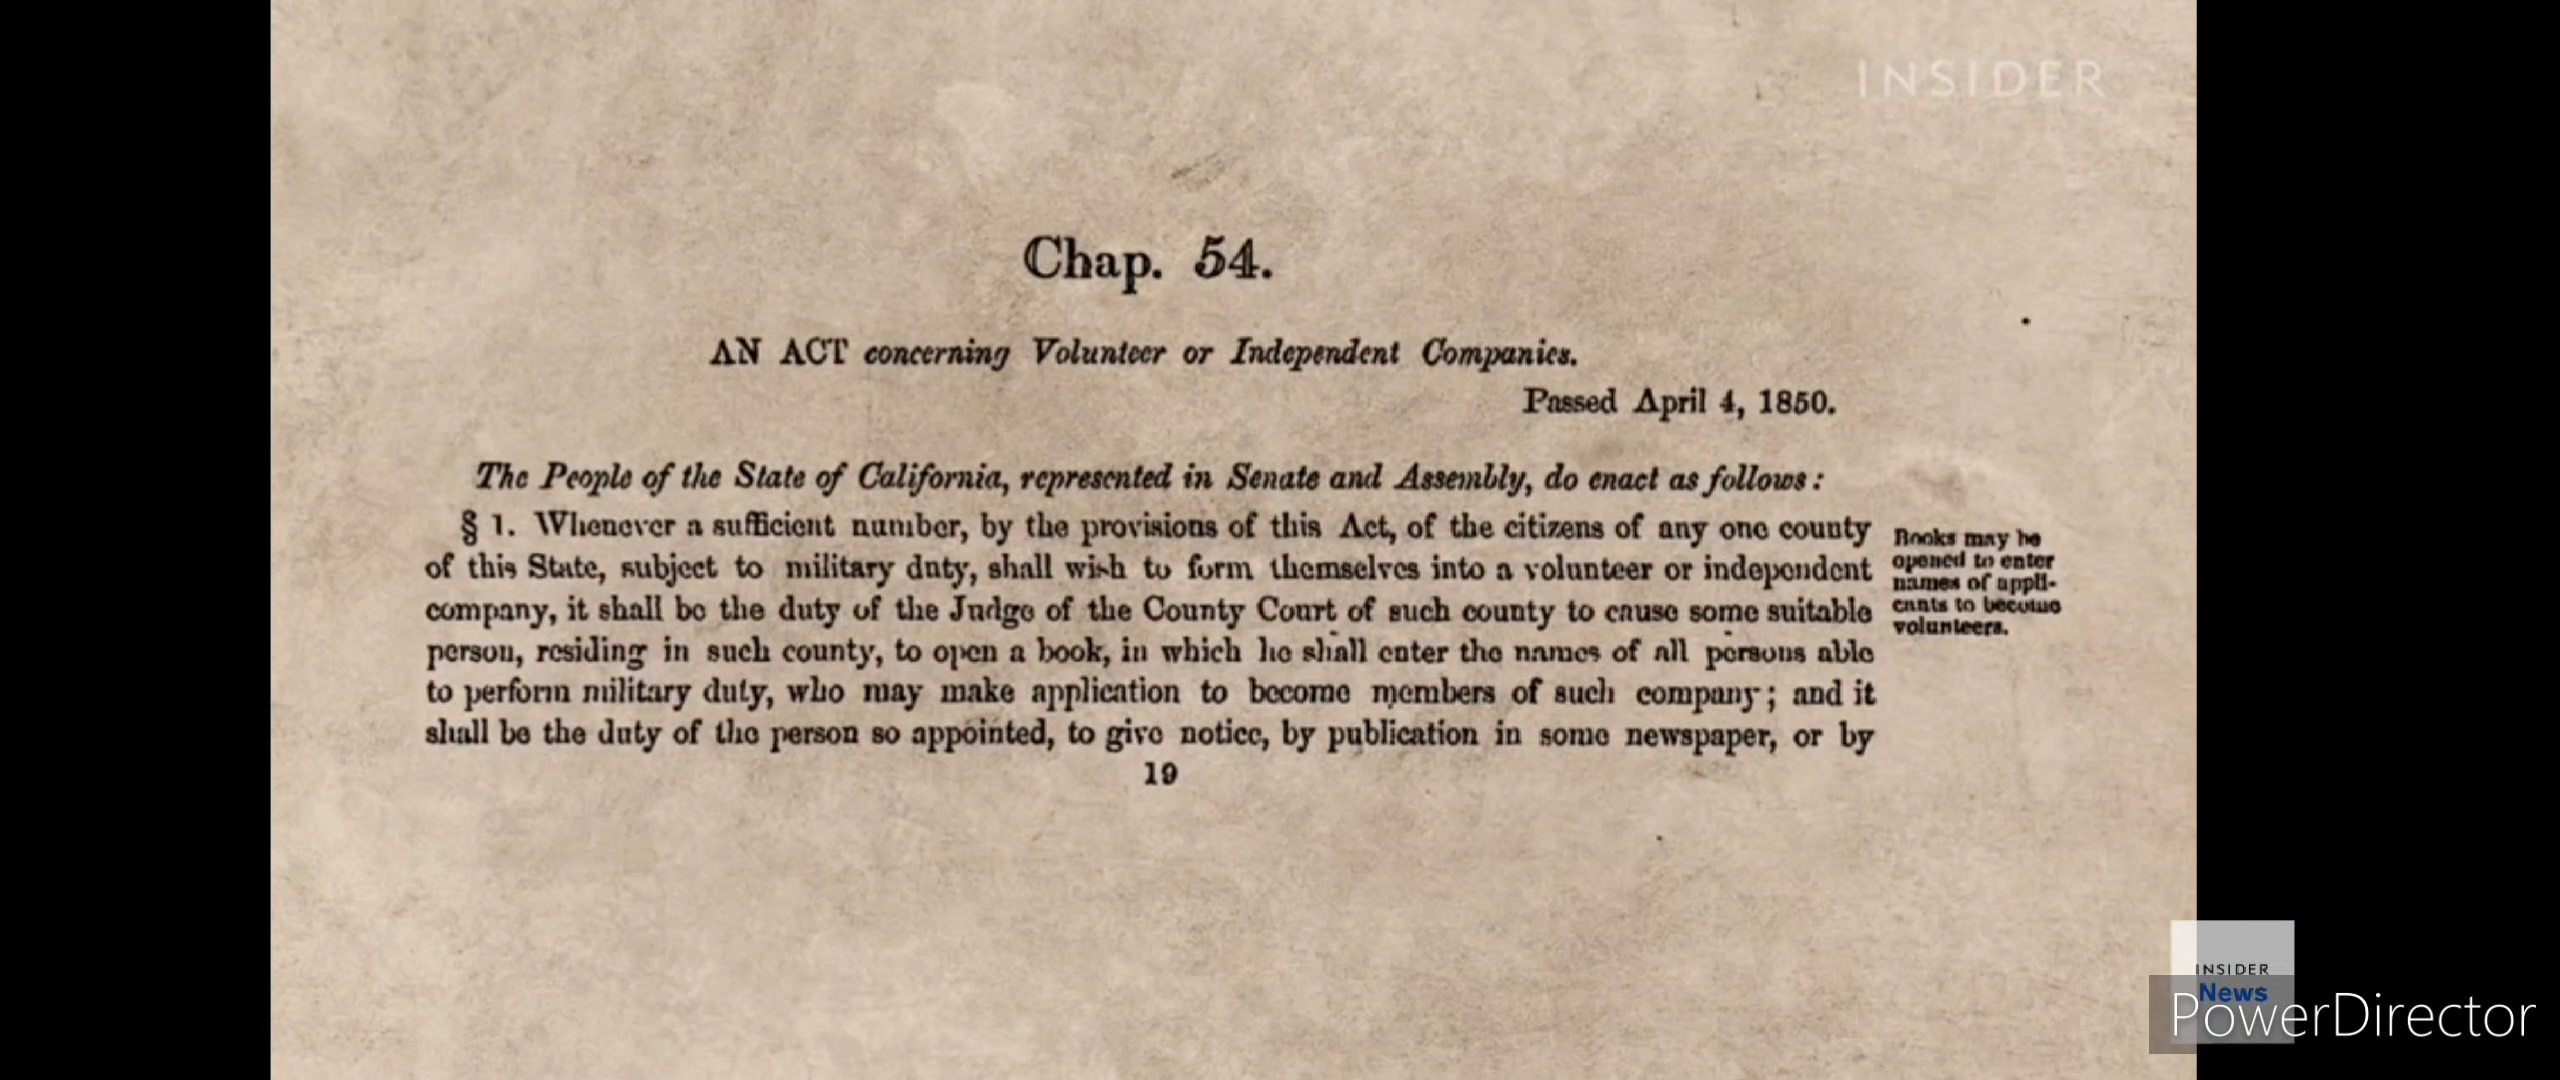 INSIDER
Chap. 54.
AN ACT concerning Volunteer or Independent Companies.
Passed April 4, 1850.
The People of the State of California, represented in Senate and Assembly, do enact as follows:
§ 1. Whenever a sufficient number, by the provisions of this Act, of the citizens of any one county
of this State, subject to military duty, shall wish to form themselves into a volunteer or independent
company, it shall be the duty of the Judge of the County Court of such county to cause some suitable
person, residing in such county, to open a book, in which he shall enter the names of all persons able
to perform military duty, who may make application to become members of such company; and it
shall be the duty of the person so appointed, to give notice, by publication in some newspaper, or by
Books may be
opened to enter
names of appli-
cants to become
volunteers.
19
INSIDER
News
PowerDirector